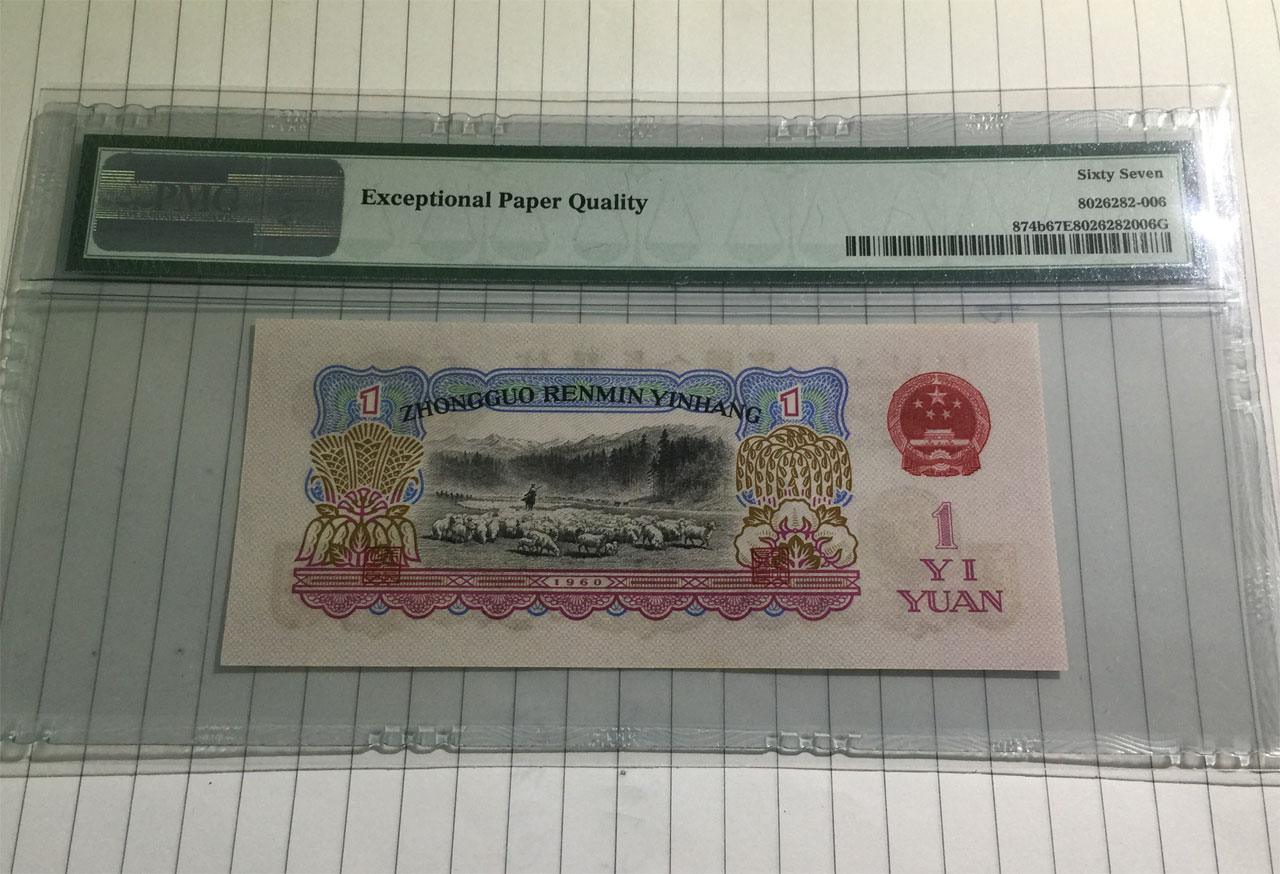 PMG
Exceptional Paper Quality
Sixty Seven
8026282-006
874b67E8026282006G
1
ZHONGGUO RENMIN YINHANG
1
1
YI
YUAN
1960